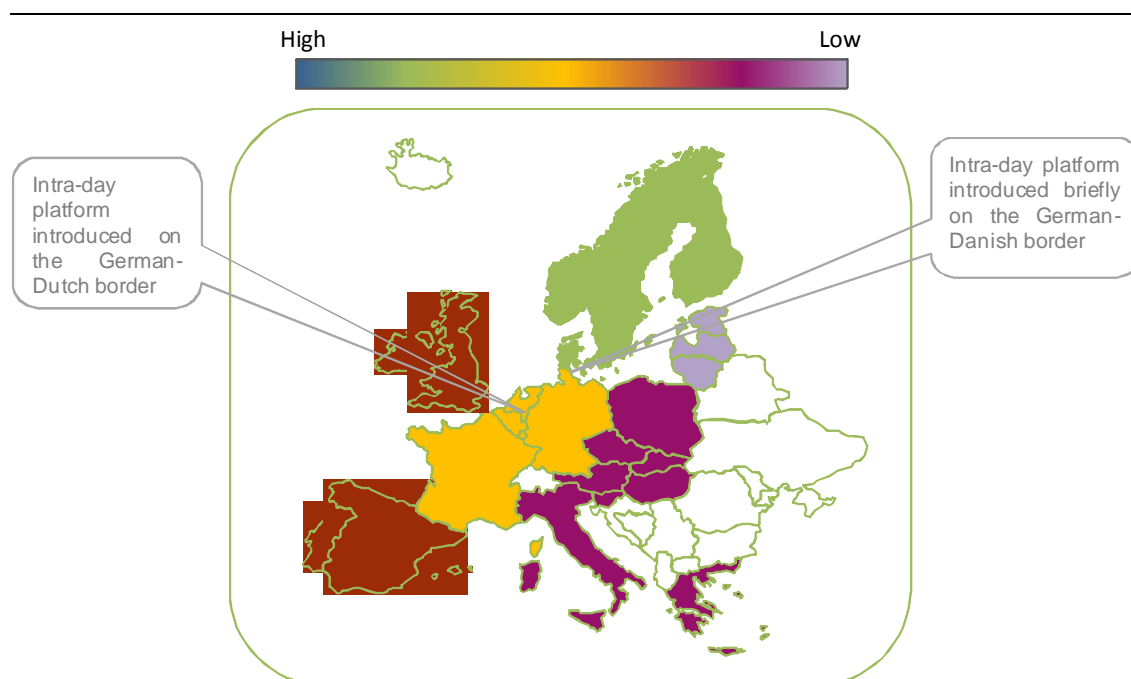 High
Low
Intra-day
platform
introduced on
the German-
Dutch border
Intra-day platform
introduced briefly
on the German-
Danish border